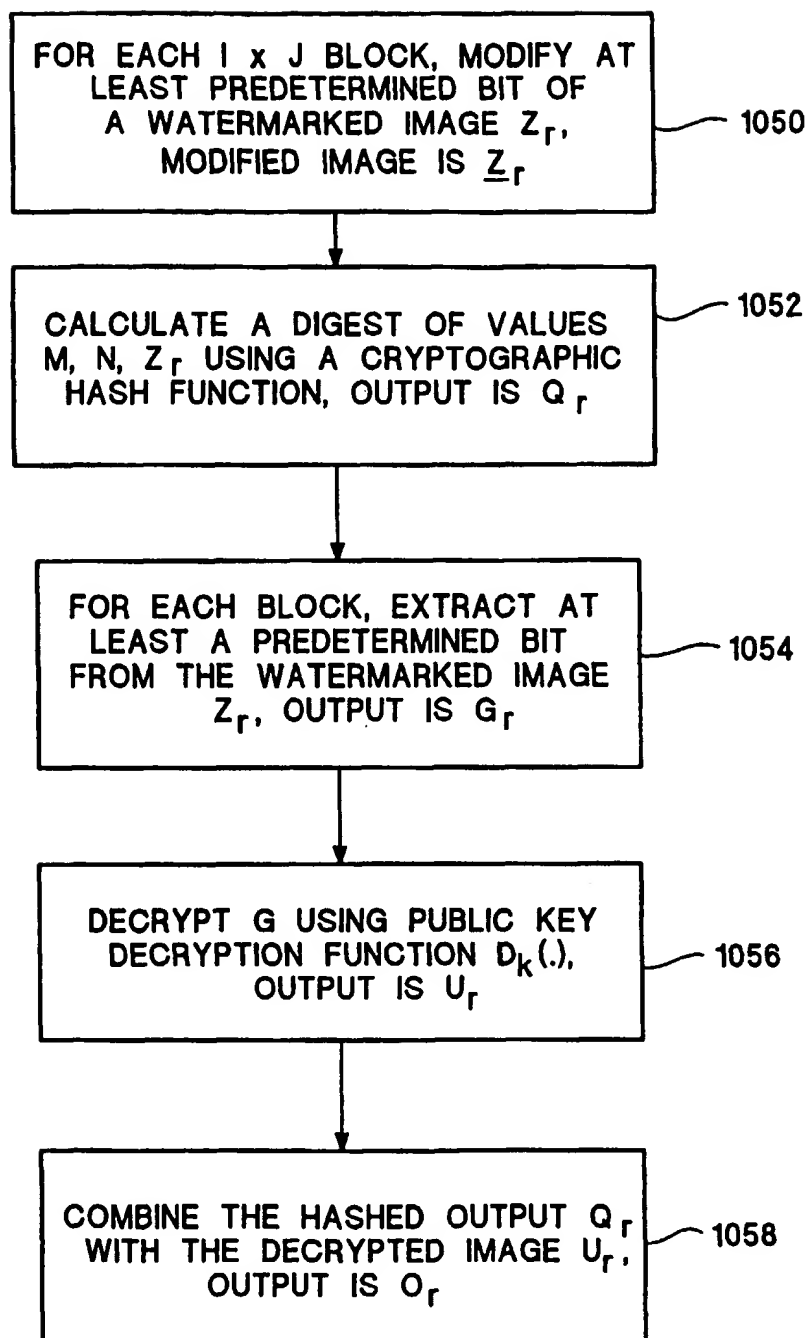 FOR EACH I x J BLOCK, MODIFY AT
LEAST PREDETERMINED BIT OF
A WATERMARKED IMAGE Zr,
MODIFIED IMAGE IS Z̲r
1050
CALCULATE A DIGEST OF VALUES
M, N, Zr USING A CRYPTOGRAPHIC
HASH FUNCTION, OUTPUT IS Qr
1052
FOR EACH BLOCK, EXTRACT AT
LEAST A PREDETERMINED BIT
FROM THE WATERMARKED IMAGE
Zr, OUTPUT IS Gr
1054
DECRYPT G USING PUBLIC KEY
DECRYPTION FUNCTION Dk(.),
OUTPUT IS Ur
1056
COMBINE THE HASHED OUTPUT Qr
WITH THE DECRYPTED IMAGE Ur,
OUTPUT IS Or
1058